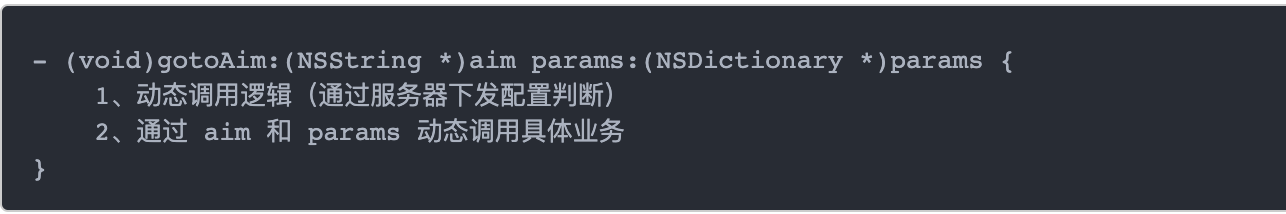 - (void)gotoAim:(NSString *)aim params:(NSDictionary *)params {
1、动态调用逻辑（通过服务器下发配置判断）
2、通过 aim 和 params 动态调用具体业务
}